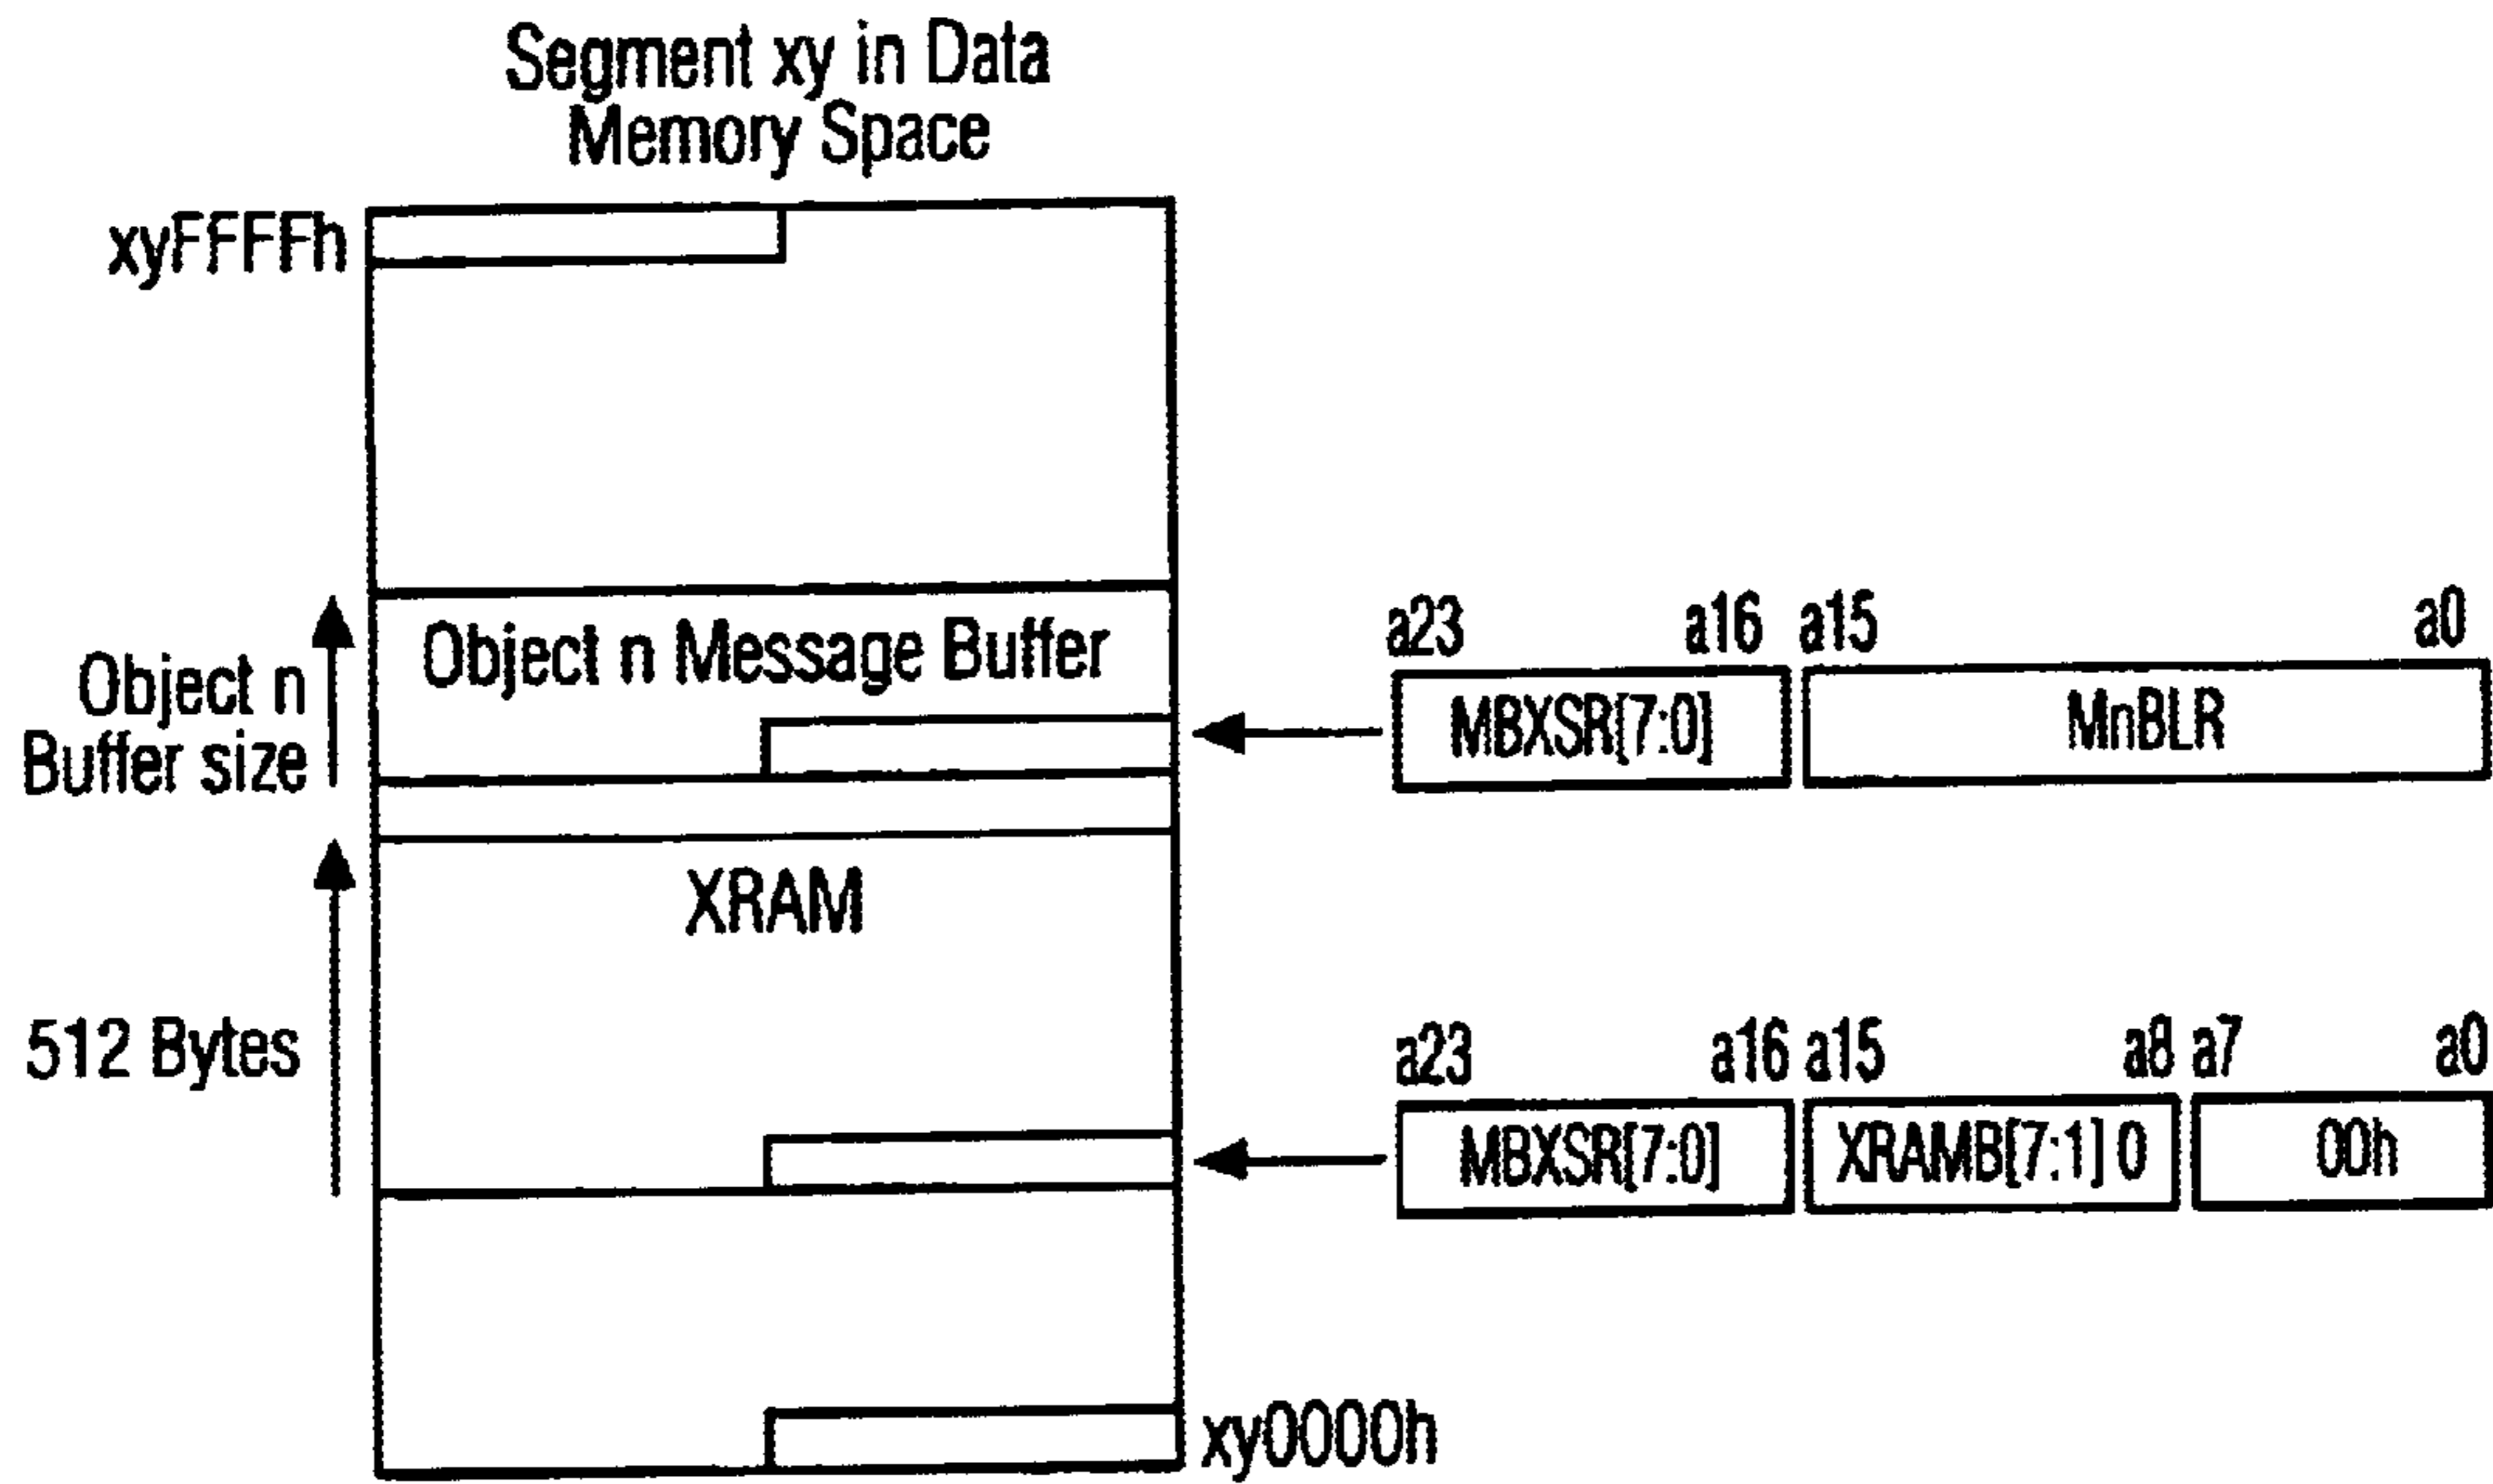 Segment xy in Data
Memory Space
xyFFFFh
Object n
Buffer size
Object n Message Buffer
a23 a16 a15 a0
MBXSR[7:0] MnBLR
XRAM
512 Bytes
a23 a16 a15 a8 a7 a0
MBXSR[7:0] XRAMB[7:1] 0 00h
xy0000h